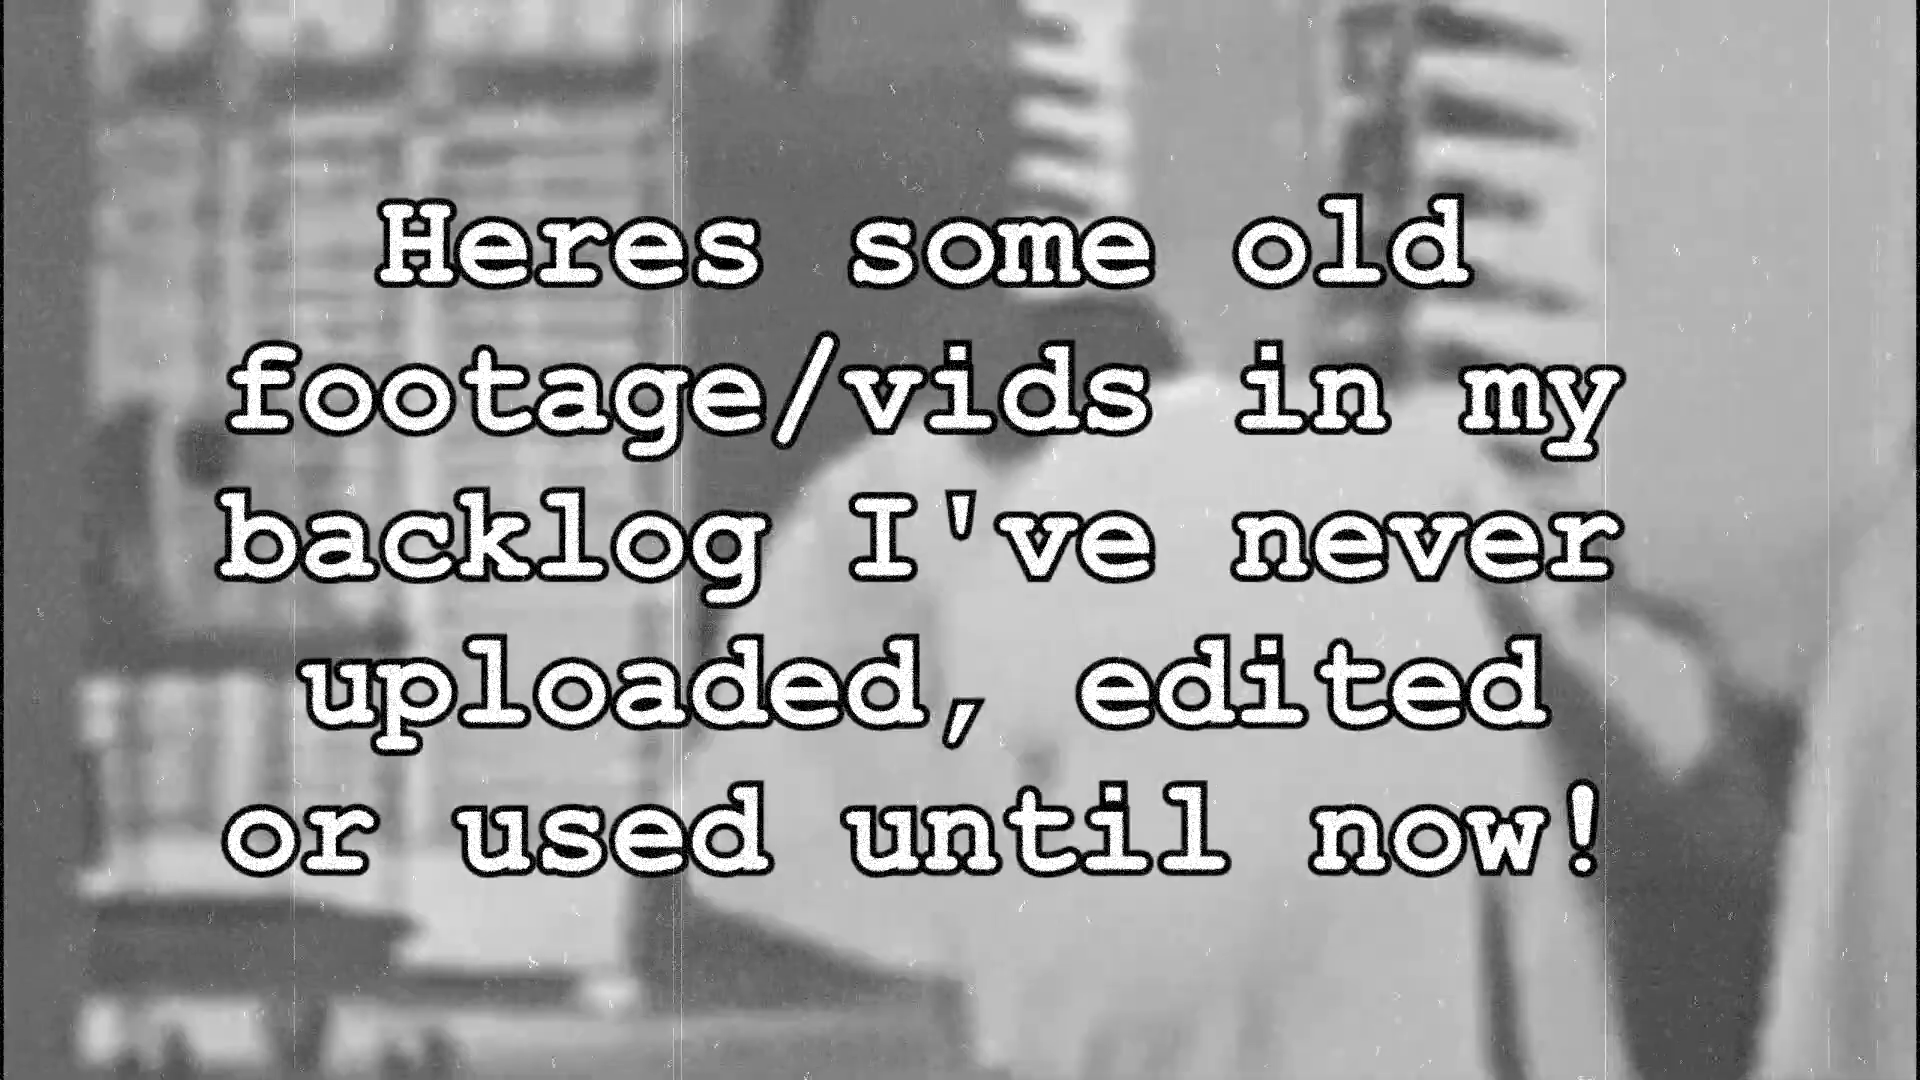 Heres some old
footage/vids in my
backlog I've never
uploaded, edited
or used until now!